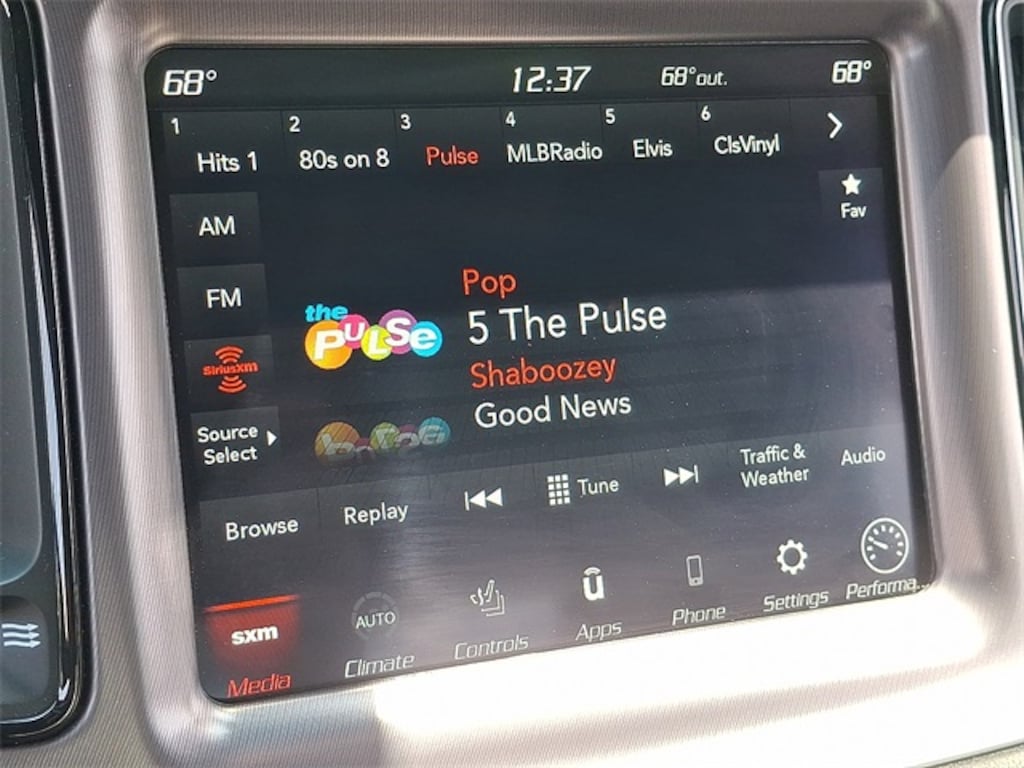 68° 12:37 68° out. 68°
1 2 3 4 5 6
Hits 1 80s on 8 Pulse MLBRadio Elvis ClsVinyl
Fav
AM
FM
SiriusXM
Source
Select
the
PULSe
Pop
5 The Pulse
Shaboozey
Good News
Browse Replay Tune Traffic &
Weather
Audio
sxm
Media
AUTO
Climate
Controls
Apps
Phone
Settings
Performa...